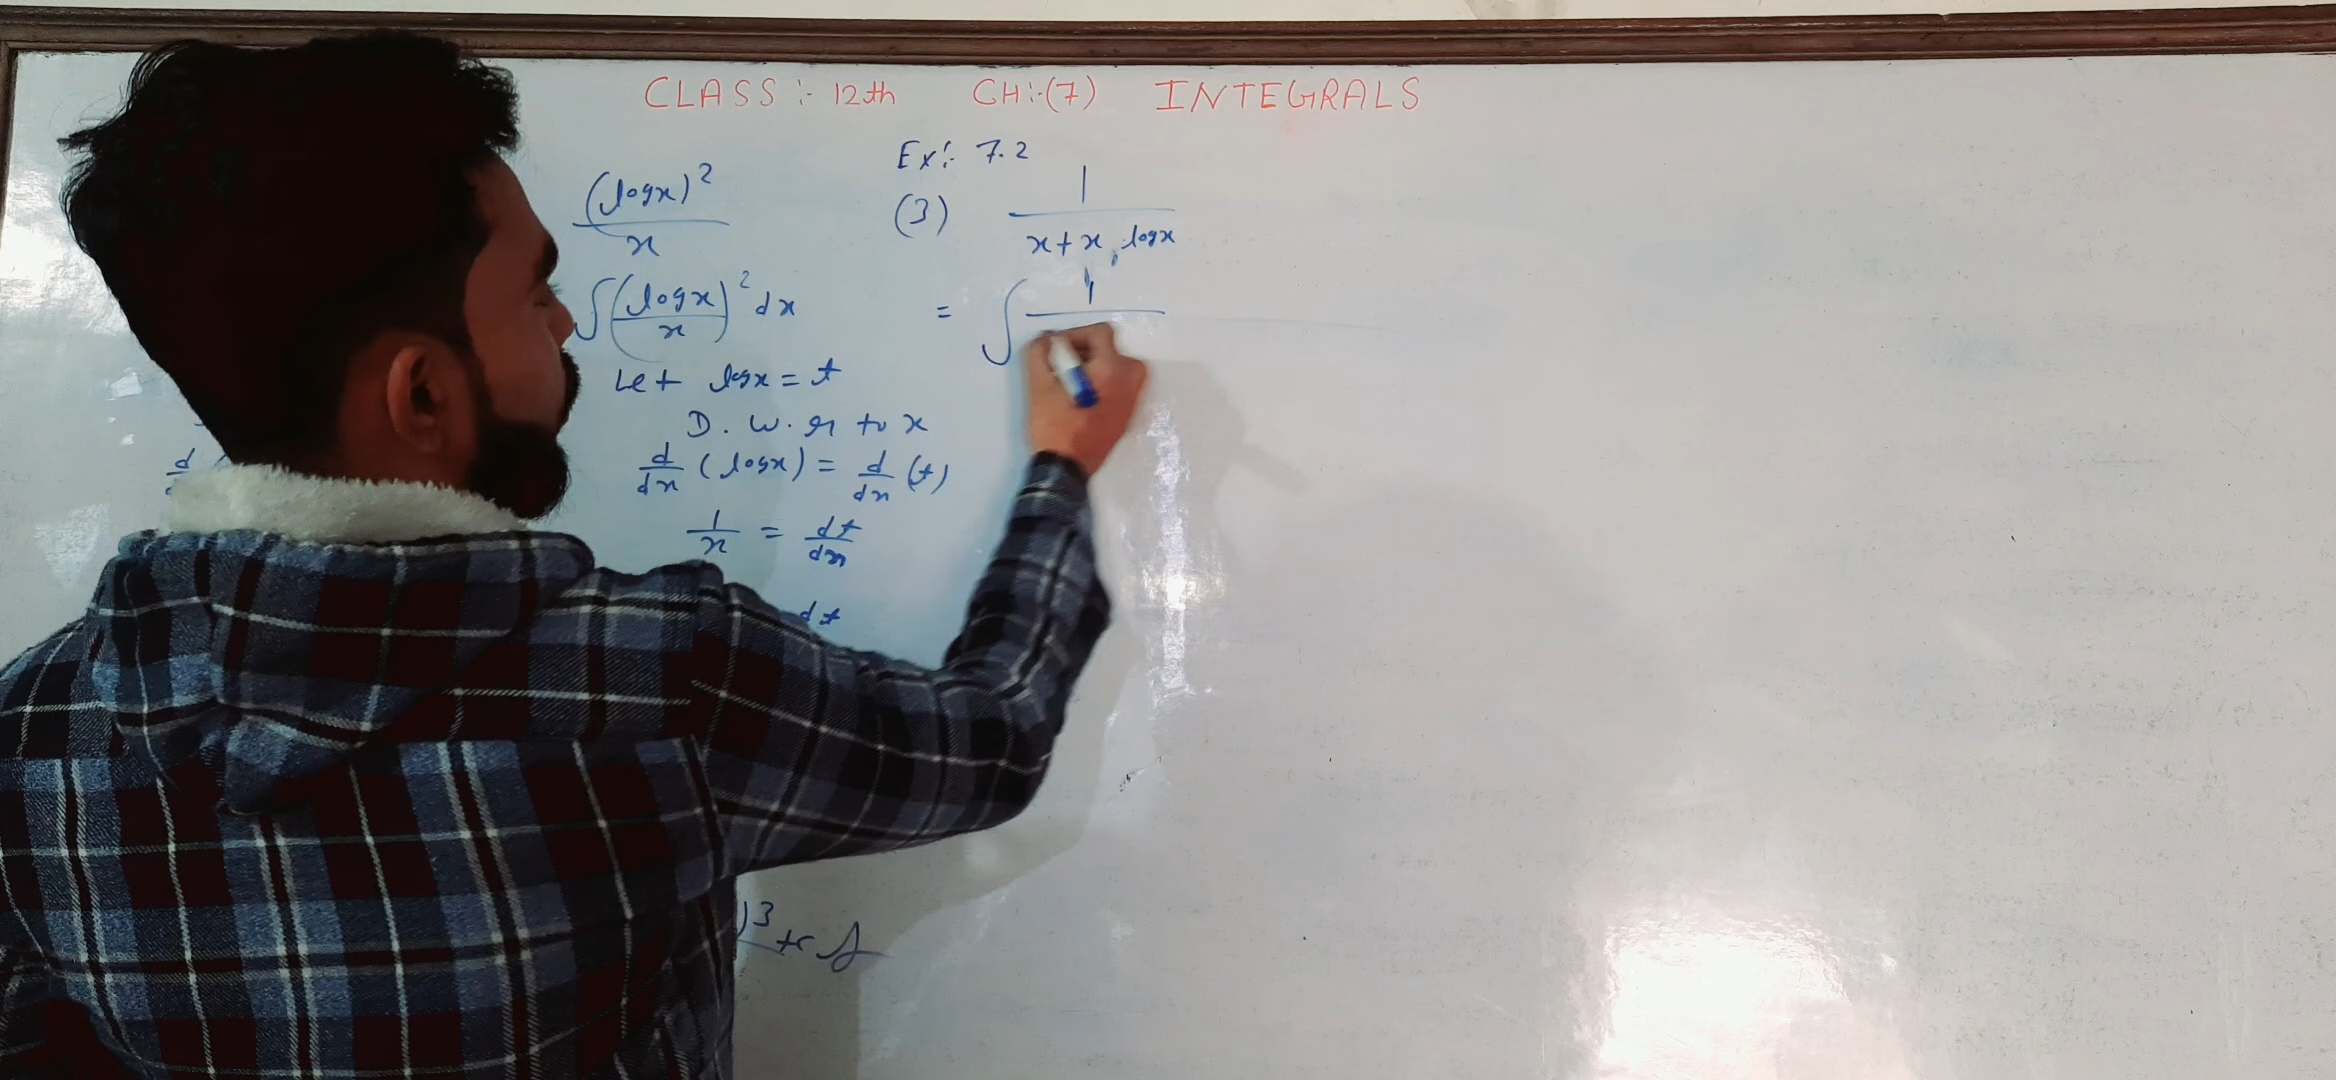 CLASS :- 12th CH:-(7) INTEGRALS
(logx)²
x
∫(logx/x)² dx
Let logx = t
D. w. r to x
d/dx (logx) = d/dx (t)
1/x = dt/dx
dt
)³ + c
d/d
Ex:- 7.2
(3) 1/(x+x.logx)
= ∫ 1